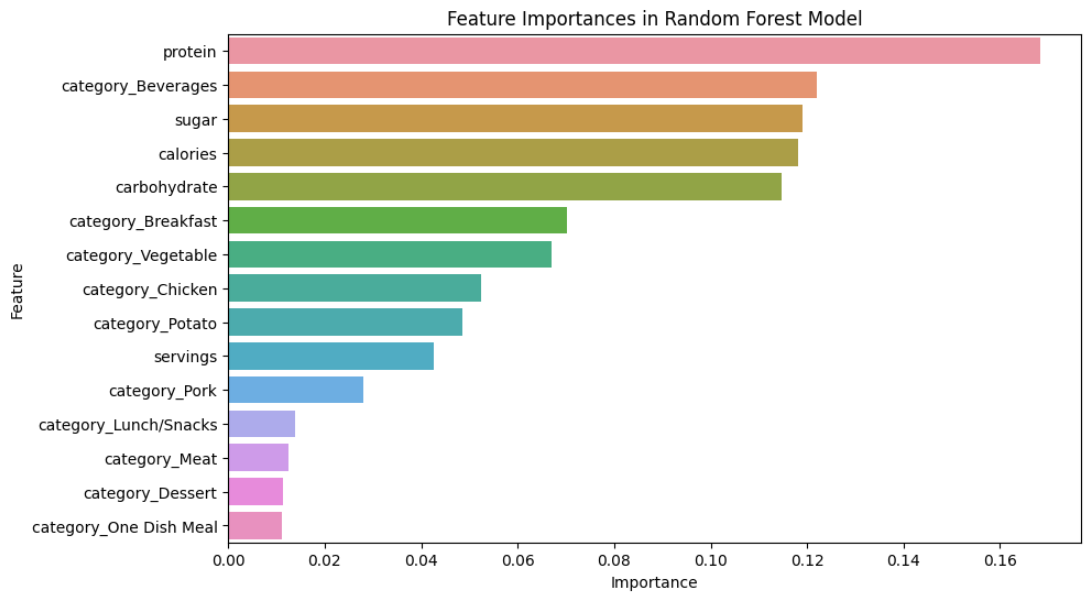 Feature Importances in Random Forest Model
protein
category_Beverages
sugar
calories
carbohydrate
category_Breakfast
category_Vegetable
category_Chicken
category_Potato
servings
category_Pork
category_Lunch/Snacks
category_Meat
category_Dessert
category_One Dish Meal
Feature
0.00 0.02 0.04 0.06 0.08 0.10 0.12 0.14 0.16
Importance